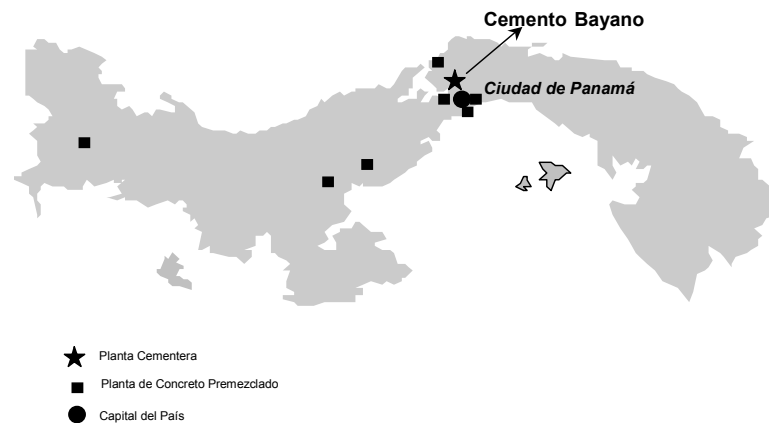 Cemento Bayano
Ciudad de Panamá
Planta Cementera
Planta de Concreto Premezclado
Capital del País